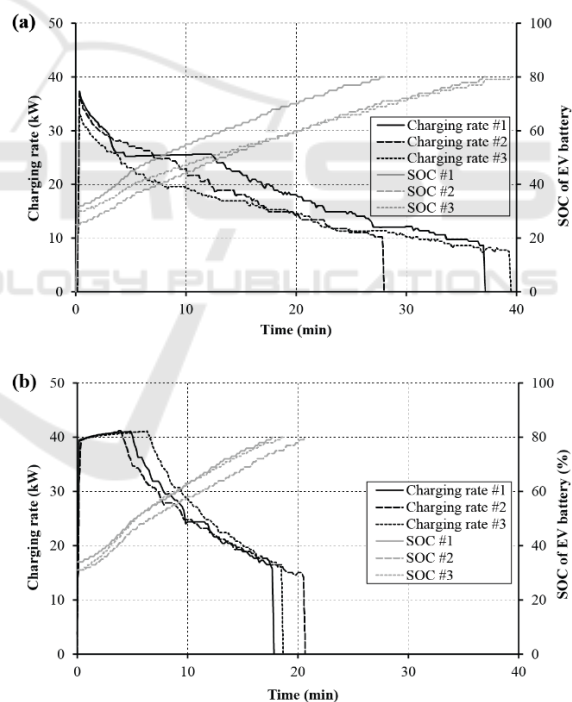 (a)
50
100
40
80
30
60
20
40
10
20
0
0
Charging rate (kW)
SOC of EV battery (%)
Charging rate #1
Charging rate #2
Charging rate #3
SOC #1
SOC #2
SOC #3
0
10
20
30
40
Time (min)
OLOGY PUBLICATIONS
(b)
50
100
40
80
30
60
20
40
10
20
0
0
Charging rate (kW)
SOC of EV battery (%)
Charging rate #1
Charging rate #2
Charging rate #3
SOC #1
SOC #2
SOC #3
0
10
20
30
40
Time (min)